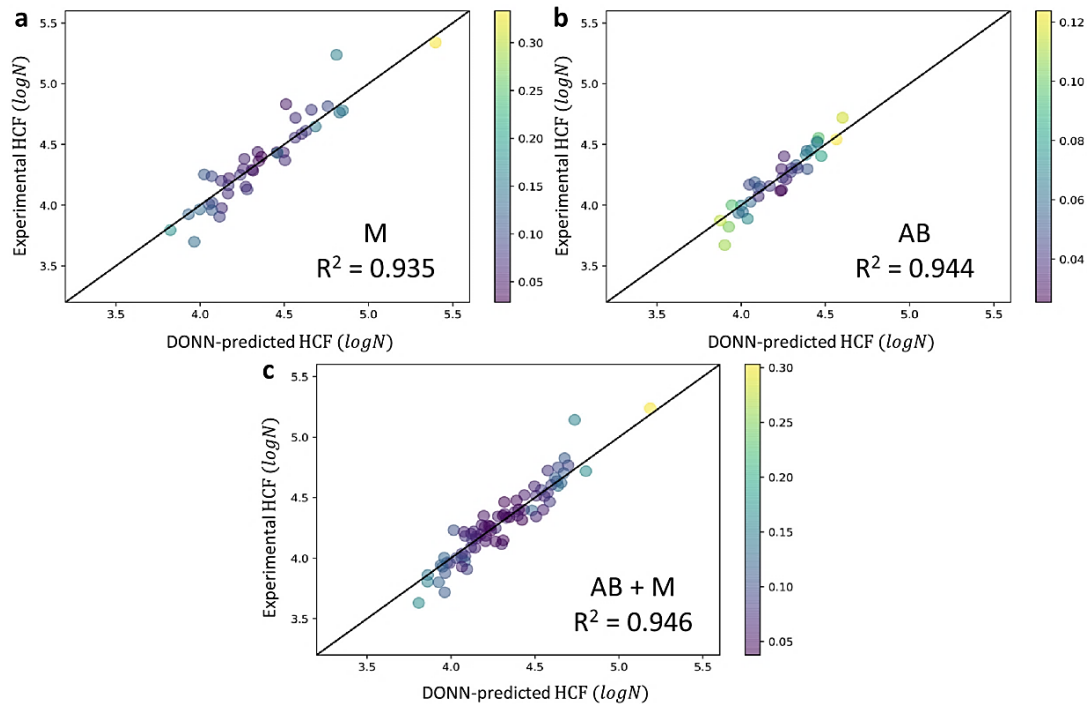 a
5.5
5.0
4.5
4.0
3.5
Experimental HCF (logN)
M
R² = 0.935
3.5 4.0 4.5 5.0 5.5
DONN-predicted HCF (logN)
0.30
0.25
0.20
0.15
0.10
0.05
b
5.5
5.0
4.5
4.0
3.5
Experimental HCF (logN)
AB
R² = 0.944
3.5 4.0 4.5 5.0 5.5
DONN-predicted HCF (logN)
0.12
0.10
0.08
0.06
0.04
c
5.5
5.0
4.5
4.0
3.5
Experimental HCF (logN)
AB + M
R² = 0.946
3.5 4.0 4.5 5.0 5.5
DONN-predicted HCF (logN)
0.30
0.25
0.20
0.15
0.10
0.05